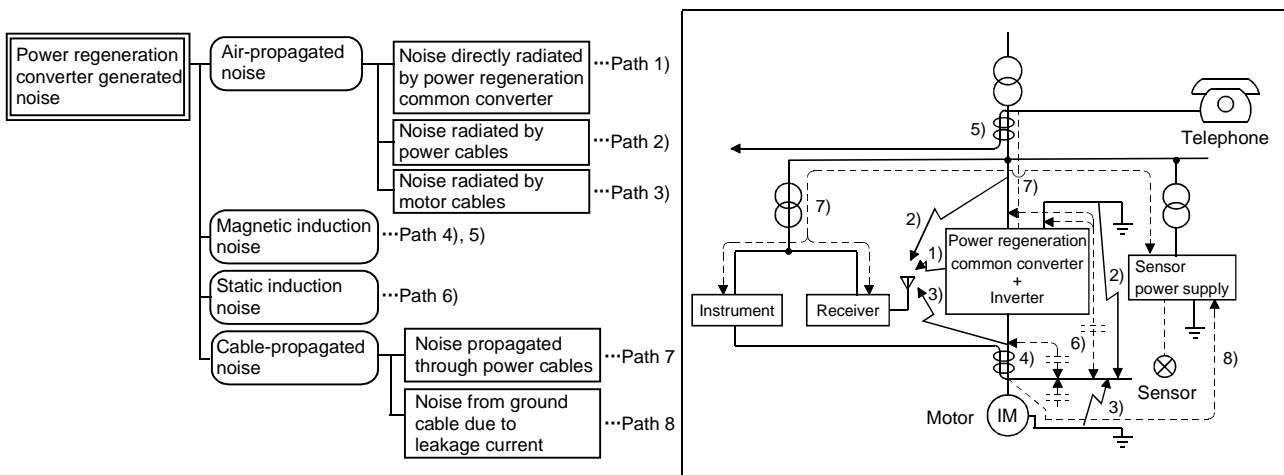 Power regeneration
converter generated
noise
Air-propagated
noise
Noise directly radiated
by power regeneration
common converter
···Path 1)
Noise radiated by
power cables
···Path 2)
Noise radiated by
motor cables
···Path 3)
Magnetic induction
noise
···Path 4), 5)
Static induction
noise
···Path 6)
Cable-propagated
noise
Noise propagated
through power cables
···Path 7
Noise from ground
cable due to
leakage current
···Path 8
5)
Telephone
7)
7)
2)
1)
Power regeneration
common converter
+
Inverter
2)
Sensor
power supply
Instrument
Receiver
3)
6)
4)
8)
Sensor
Motor
IM
3)